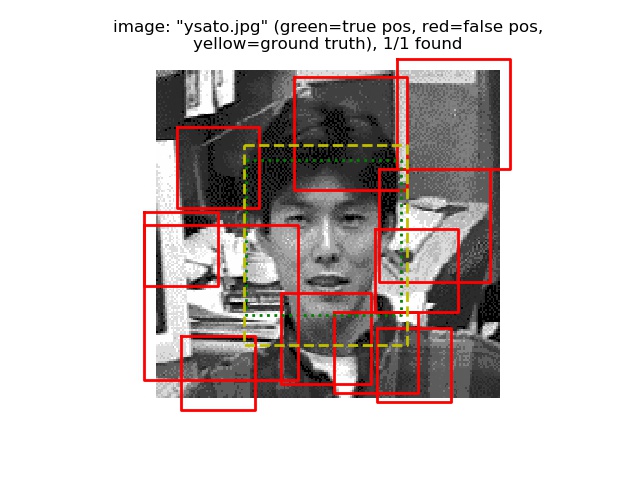 image: "ysato.jpg" (green=true pos, red=false pos,
yellow=ground truth), 1/1 found